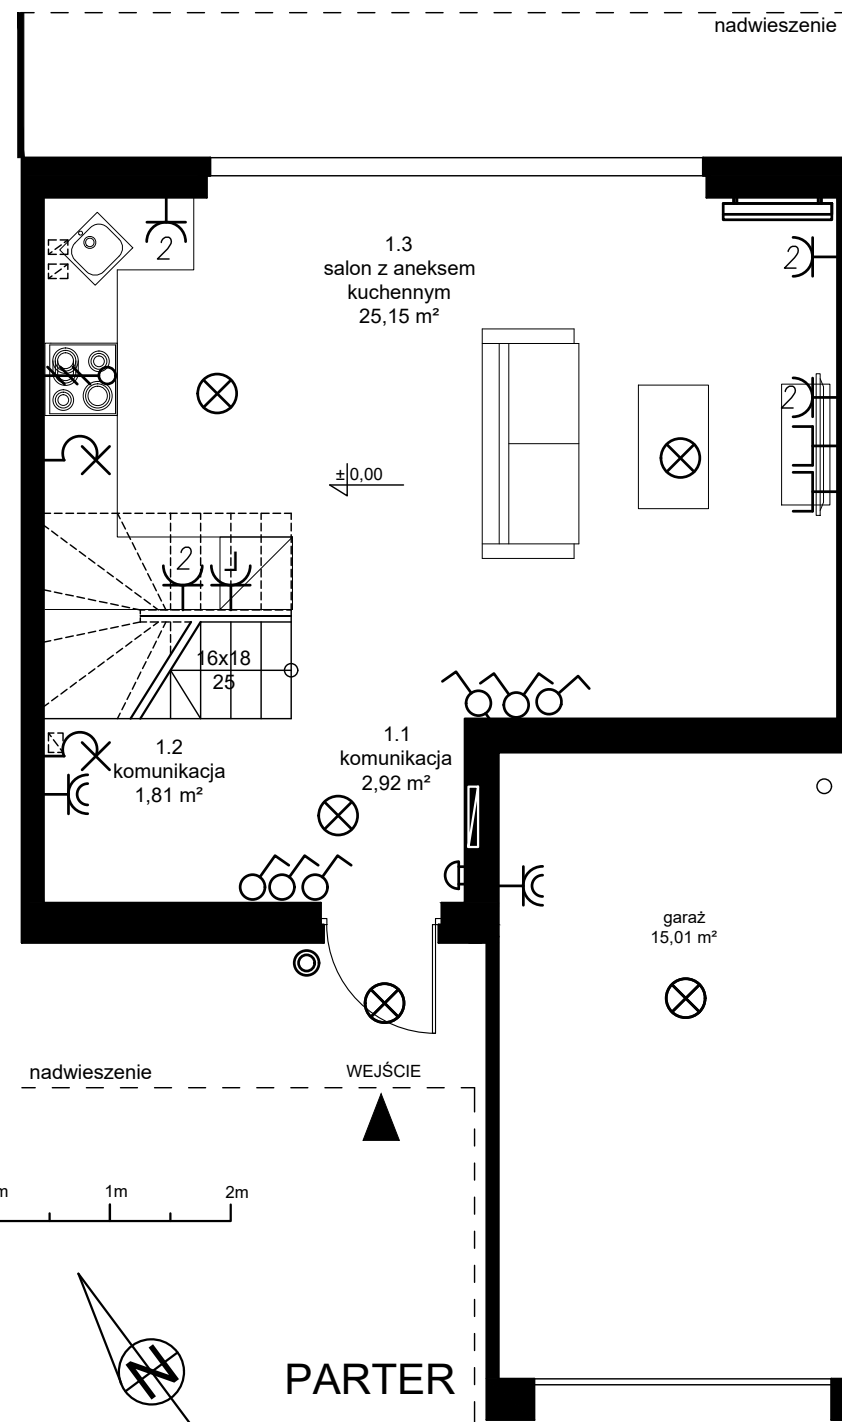 nadwieszenie
2
1.3
salon z aneksem
kuchennym
25,15 m²
2
2
±0,00
2
16x18
25
1.2
komunikacja
1,81 m²
1.1
komunikacja
2,92 m²
garaż
15,01 m²
nadwieszenie
WEJŚCIE
m
1m
2m
N
PARTER